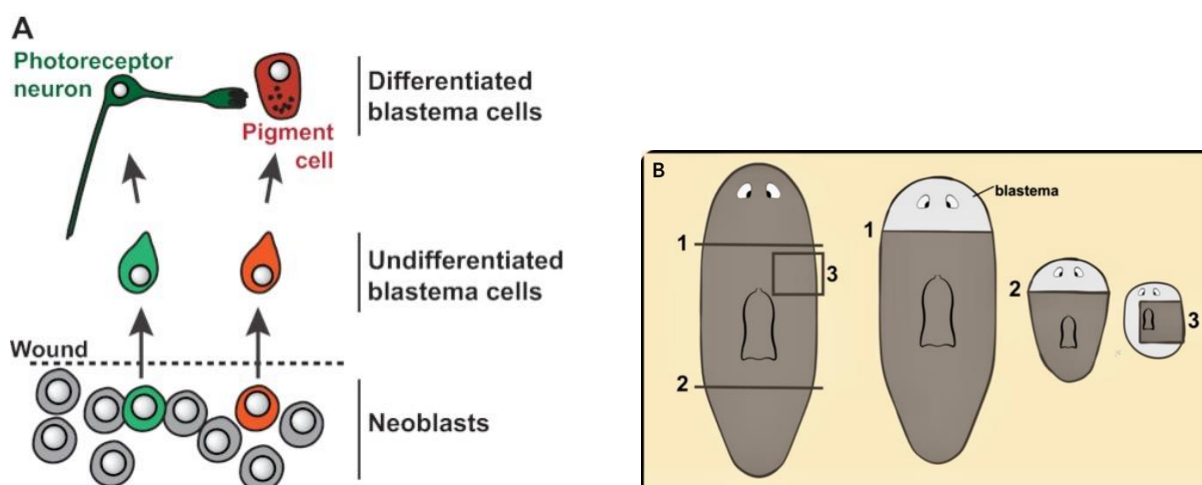 A
Photoreceptor
neuron
Pigment
cell
Differentiated
blastema cells
Undifferentiated
blastema cells
Wound
Neoblasts
B
1
2
3
1
blastema
2
3